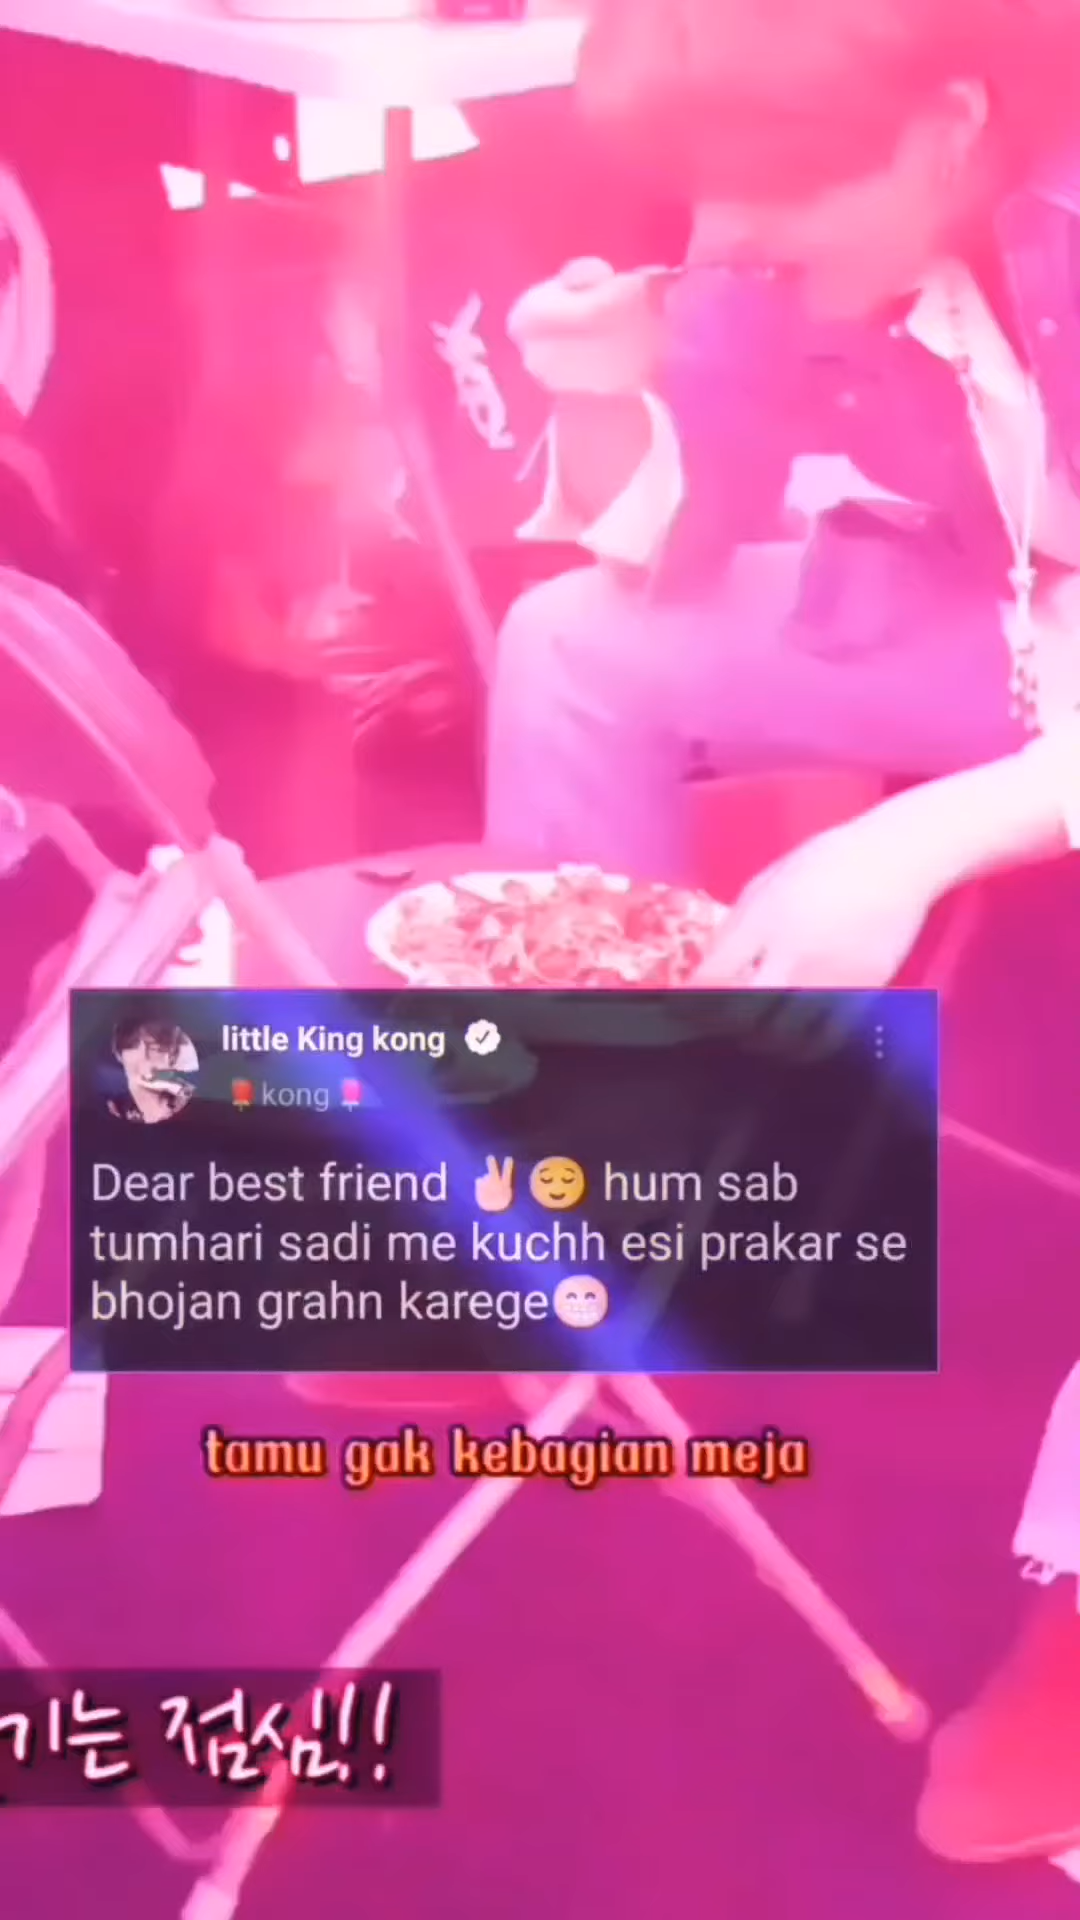 little King kong
🌹kong🌷
Dear best friend ✌🏻😌 hum sab
tumhari sadi me kuchh esi prakar se
bhojan grahn karege😁
tamu gak kebagian meja
기는 점심!!